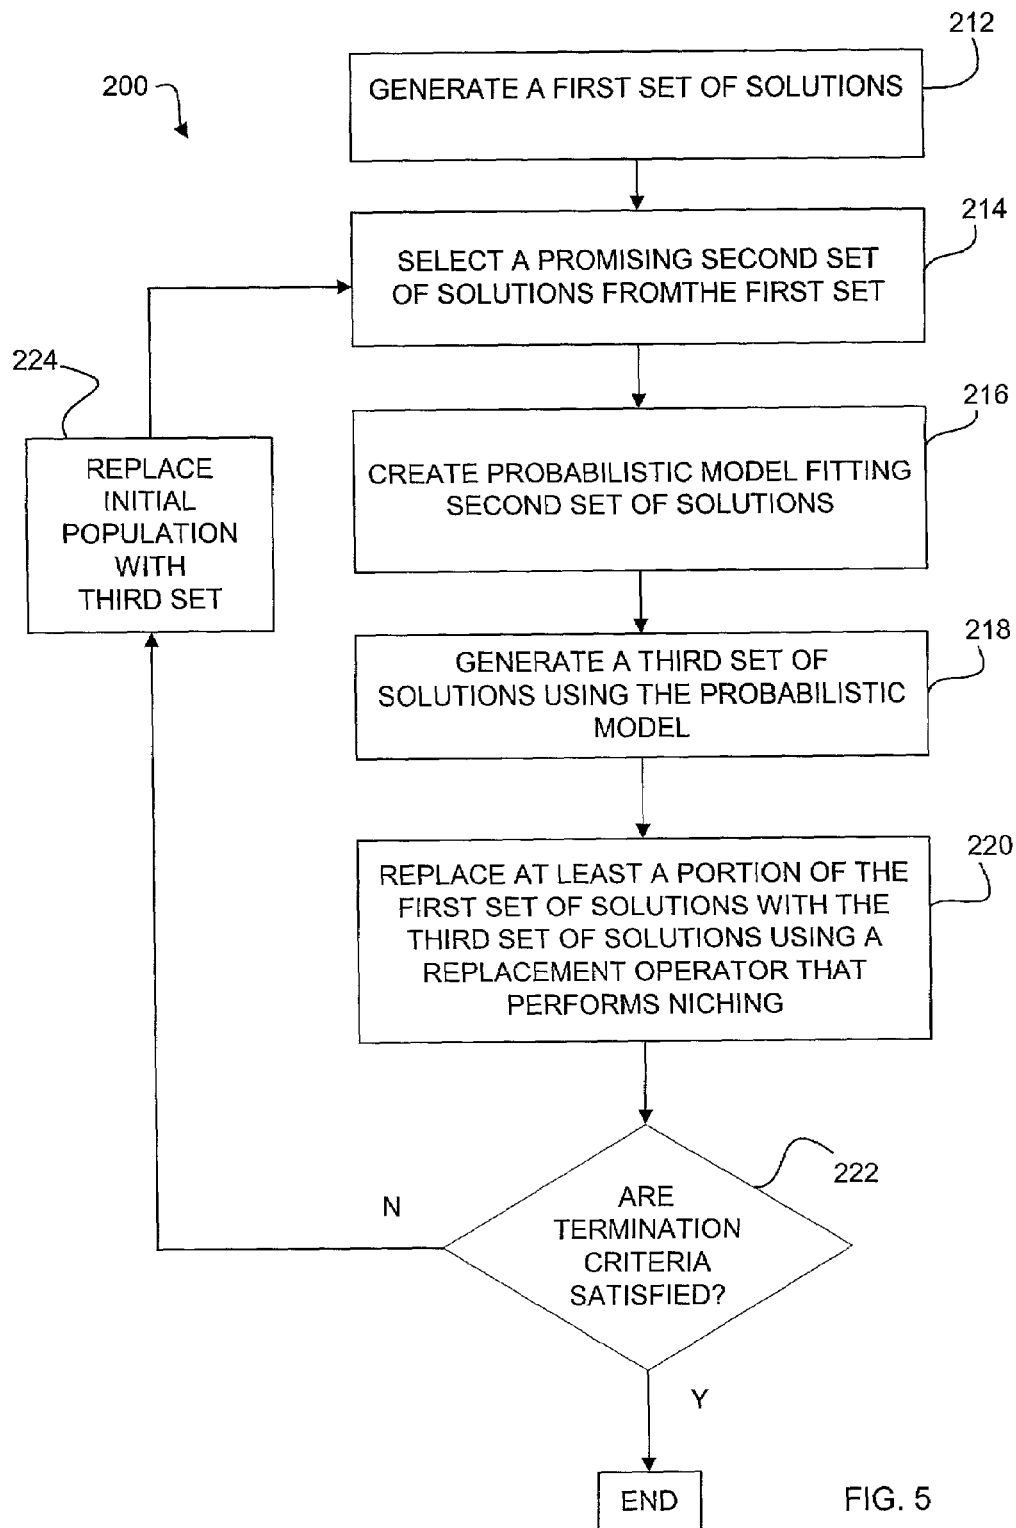 212
200
GENERATE A FIRST SET OF SOLUTIONS
214
SELECT A PROMISING SECOND SET
OF SOLUTIONS FROMTHE FIRST SET
224
216
REPLACE
INITIAL
POPULATION
WITH
THIRD SET
CREATE PROBABILISTIC MODEL FITTING
SECOND SET OF SOLUTIONS
218
GENERATE A THIRD SET OF
SOLUTIONS USING THE PROBABILISTIC
MODEL
220
REPLACE AT LEAST A PORTION OF THE
FIRST SET OF SOLUTIONS WITH THE
THIRD SET OF SOLUTIONS USING A
REPLACEMENT OPERATOR THAT
PERFORMS NICHING
222
N
ARE
TERMINATION
CRITERIA
SATISFIED?
Y
END
FIG. 5